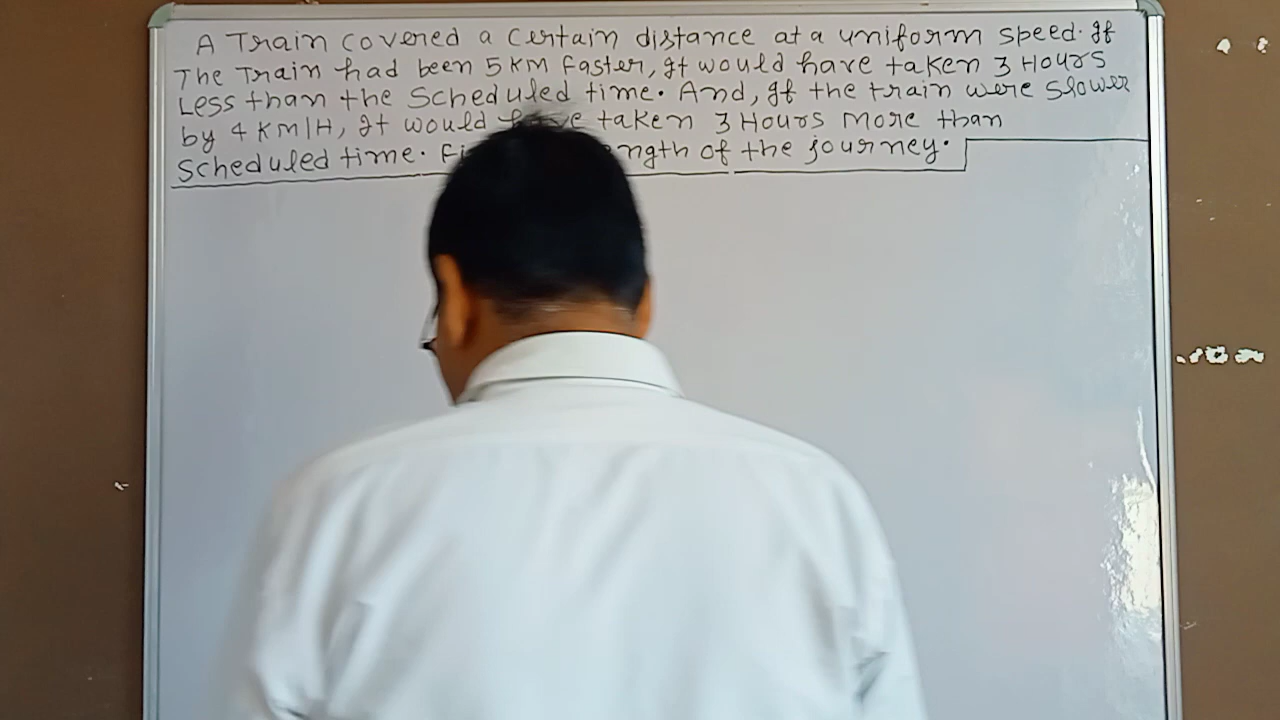 A Train covered a certain distance at a uniform speed. If
The Train had been 5 KM Faster, It would have taken 3 Hours
Less than the Scheduled time. And, If the train were slower
by 4 KM/H, It would have taken 3 Hours More than
Scheduled time. of the journey.